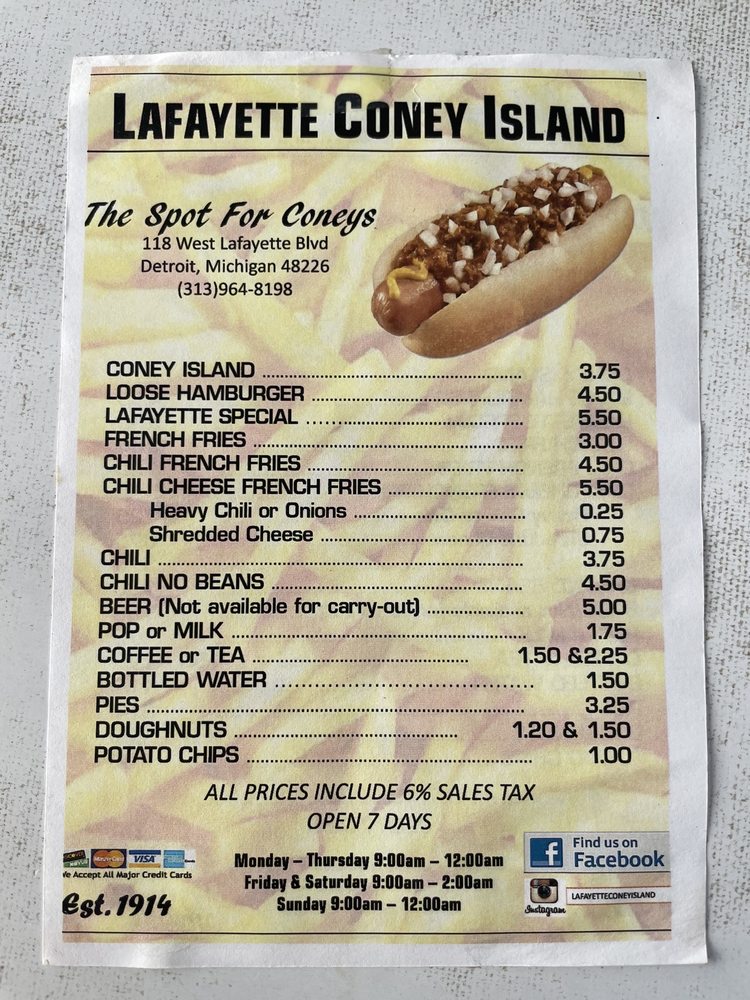 LAFAYETTE CONEY ISLAND
The Spot For Coneys
118 West Lafayette Blvd
Detroit, Michigan 48226
(313)964-8198
CONEY ISLAND ........................................................ 3.75
LOOSE HAMBURGER ............................................. 4.50
LAFAYETTE SPECIAL ............................................. 5.50
FRENCH FRIES ......................................................... 3.00
CHILI FRENCH FRIES .............................................. 4.50
CHILI CHEESE FRENCH FRIES ............................. 5.50
Heavy Chili or Onions .................................... 0.25
Shredded Cheese ........................................... 0.75
CHILI .............................................................................. 3.75
CHILI NO BEANS ...................................................... 4.50
BEER (Not available for carry-out) .................... 5.00
POP or MILK ............................................................... 1.75
COFFEE or TEA .............................................. 1.50 &2.25
BOTTLED WATER .................................................. 1.50
PIES ................................................................................. 3.25
DOUGHNUTS ................................................ 1.20 & 1.50
POTATO CHIPS ............................................................. 1.00
ALL PRICES INCLUDE 6% SALES TAX
OPEN 7 DAYS
Monday – Thursday 9:00am – 12:00am
Friday & Saturday 9:00am – 2:00am
Sunday 9:00am – 12:00am
MasterCard VISA
We Accept All Major Credit Cards
Est. 1914
f Find us on
Facebook
Instagram
LAFAYETTECONEYISLAND